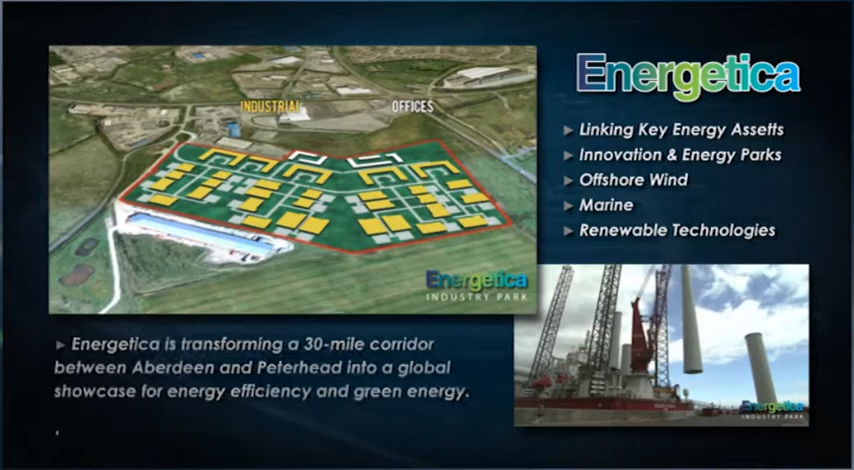 Energetica
INDUSTRIAL
OFFICES
► Linking Key Energy Assetts
► Innovation & Energy Parks
► Offshore Wind
► Marine
► Renewable Technologies
Energetica
INDUSTRY PARK
► Energetica is transforming a 30-mile corridor
between Aberdeen and Peterhead into a global
showcase for energy efficiency and green energy.
Energetica
INDUSTRY PARK